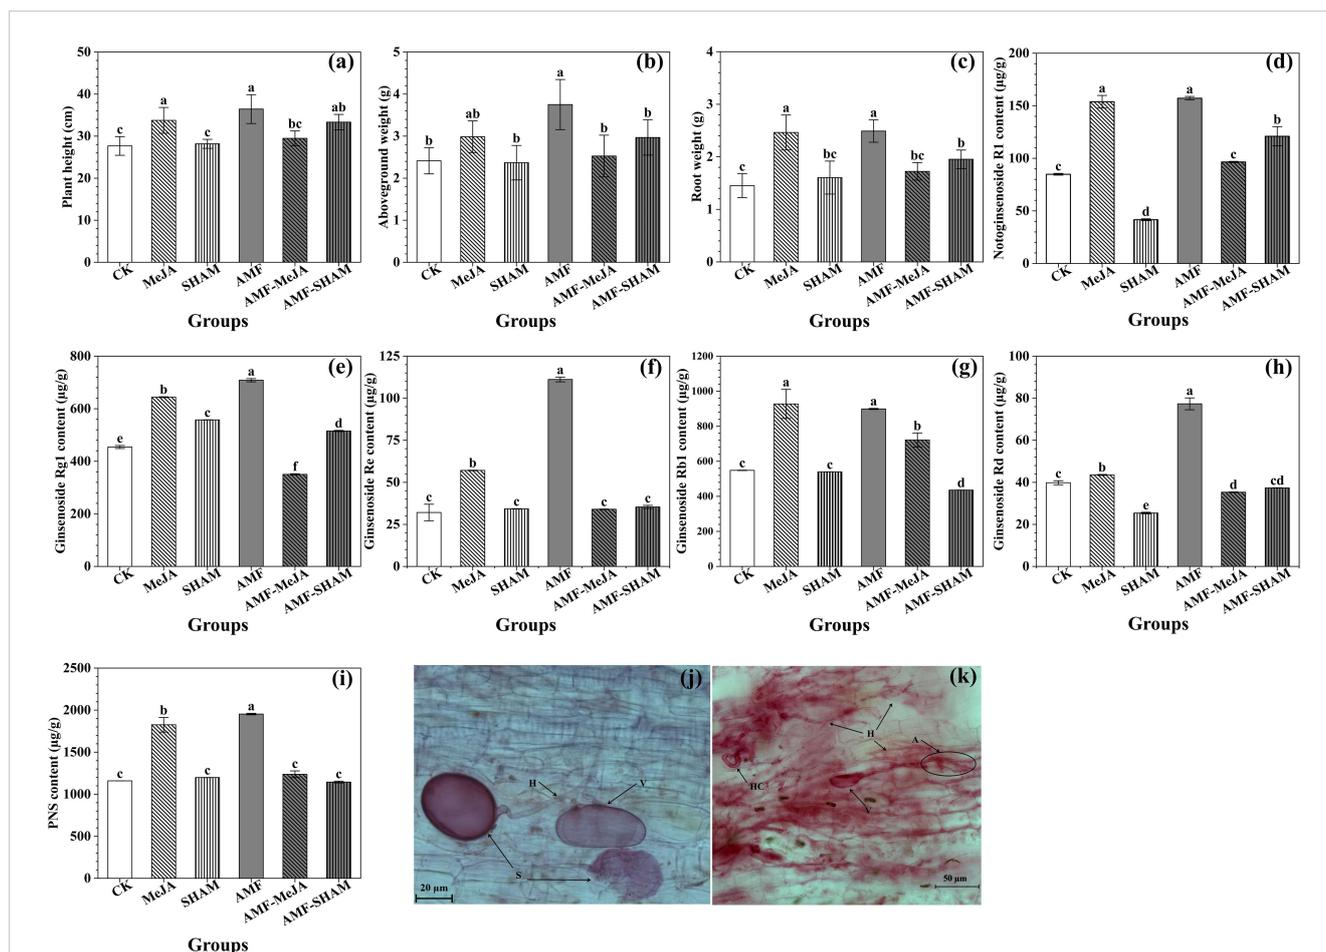 (a)
Plant height (cm)
50
40
30
20
10
0
c
a
c
a
bc
ab
CK
MeJA
SHAM
AMF
AMF-MeJA
AMF-SHAM
Groups
(b)
Aboveground weight (g)
5
4
3
2
1
0
b
ab
b
a
b
b
CK
MeJA
SHAM
AMF
AMF-MeJA
AMF-SHAM
Groups
(c)
Root weight (g)
4
3
2
1
0
c
a
bc
a
bc
b
CK
MeJA
SHAM
AMF
AMF-MeJA
AMF-SHAM
Groups
(d)
Notoginsenoside R1 content (μg/g)
200
150
100
50
0
c
a
d
a
c
b
CK
MeJA
SHAM
AMF
AMF-MeJA
AMF-SHAM
Groups
(e)
Ginsenoside Rg1 content (μg/g)
800
600
400
200
0
e
b
c
a
f
d
CK
MeJA
SHAM
AMF
AMF-MeJA
AMF-SHAM
Groups
(f)
Ginsenoside Re content (μg/g)
125
100
75
50
25
0
c
b
c
a
c
c
CK
MeJA
SHAM
AMF
AMF-MeJA
AMF-SHAM
Groups
(g)
Ginsenoside Rb1 content (μg/g)
1200
1000
800
600
400
200
0
c
a
c
a
b
d
CK
MeJA
SHAM
AMF
AMF-MeJA
AMF-SHAM
Groups
(h)
Ginsenoside Rd content (μg/g)
100
80
60
40
20
0
c
b
e
a
d
cd
CK
MeJA
SHAM
AMF
AMF-MeJA
AMF-SHAM
Groups
(i)
PNS content (μg/g)
2500
2000
1500
1000
500
0
c
b
c
a
c
c
CK
MeJA
SHAM
AMF
AMF-MeJA
AMF-SHAM
Groups
(j)
H
V
S
20 μm
(k)
H
A
HC
V
50 μm